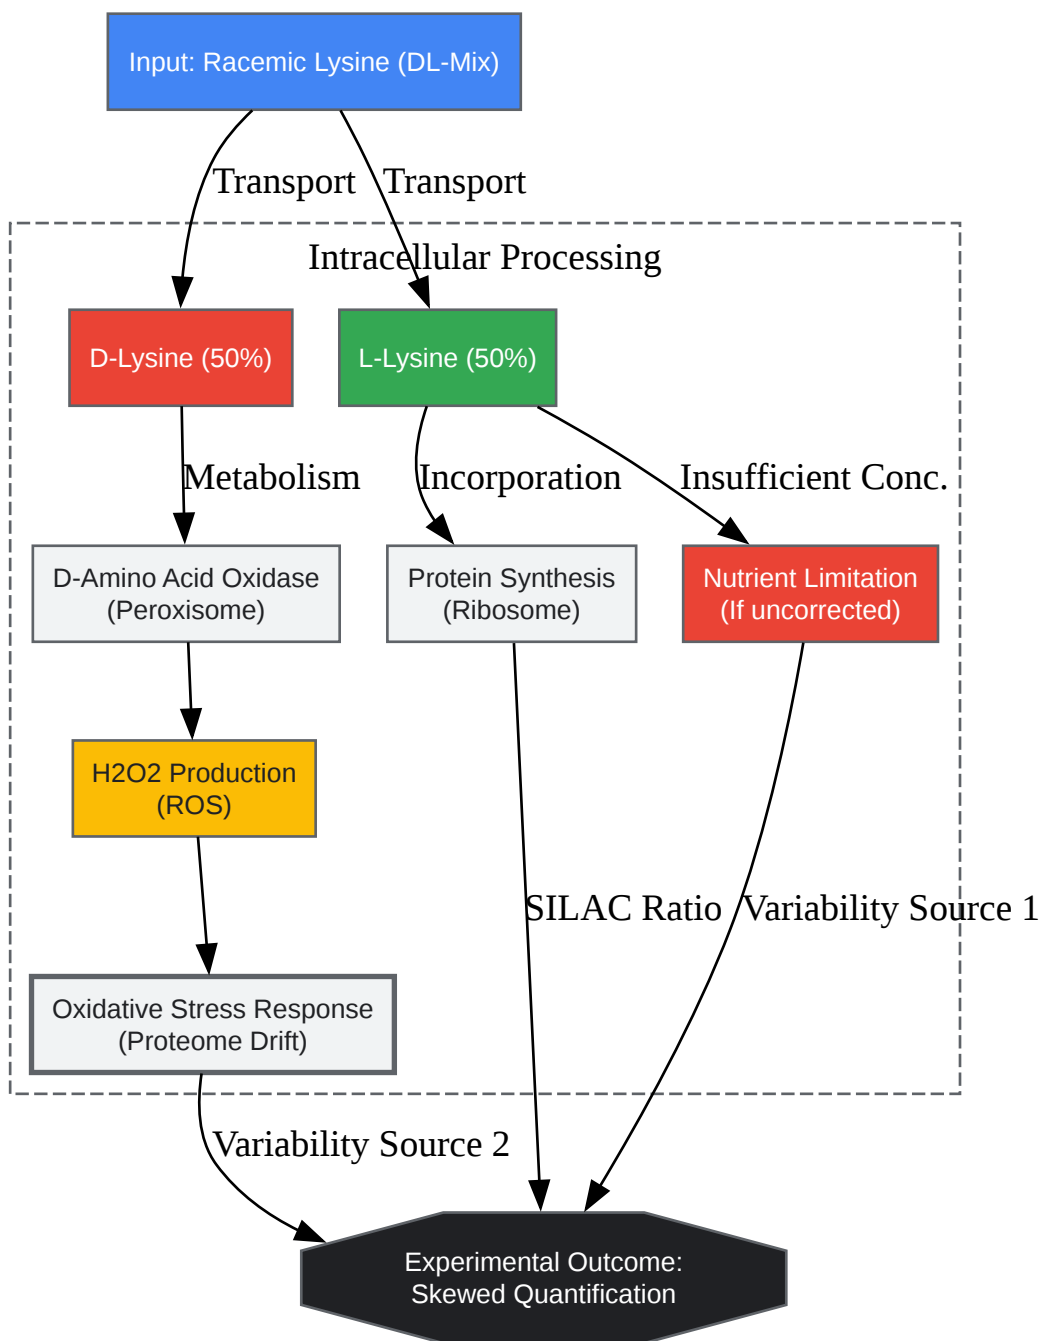 Input: Racemic Lysine (DL-Mix)
Transport
Transport
Intracellular Processing
D-Lysine (50%)
L-Lysine (50%)
Metabolism
Incorporation
Insufficient Conc.
D-Amino Acid Oxidase
(Peroxisome)
Protein Synthesis
(Ribosome)
Nutrient Limitation
(If uncorrected)
H2O2 Production
(ROS)
SILAC Ratio
Variability Source 1
Oxidative Stress Response
(Proteome Drift)
Variability Source 2
Experimental Outcome:
Skewed Quantification